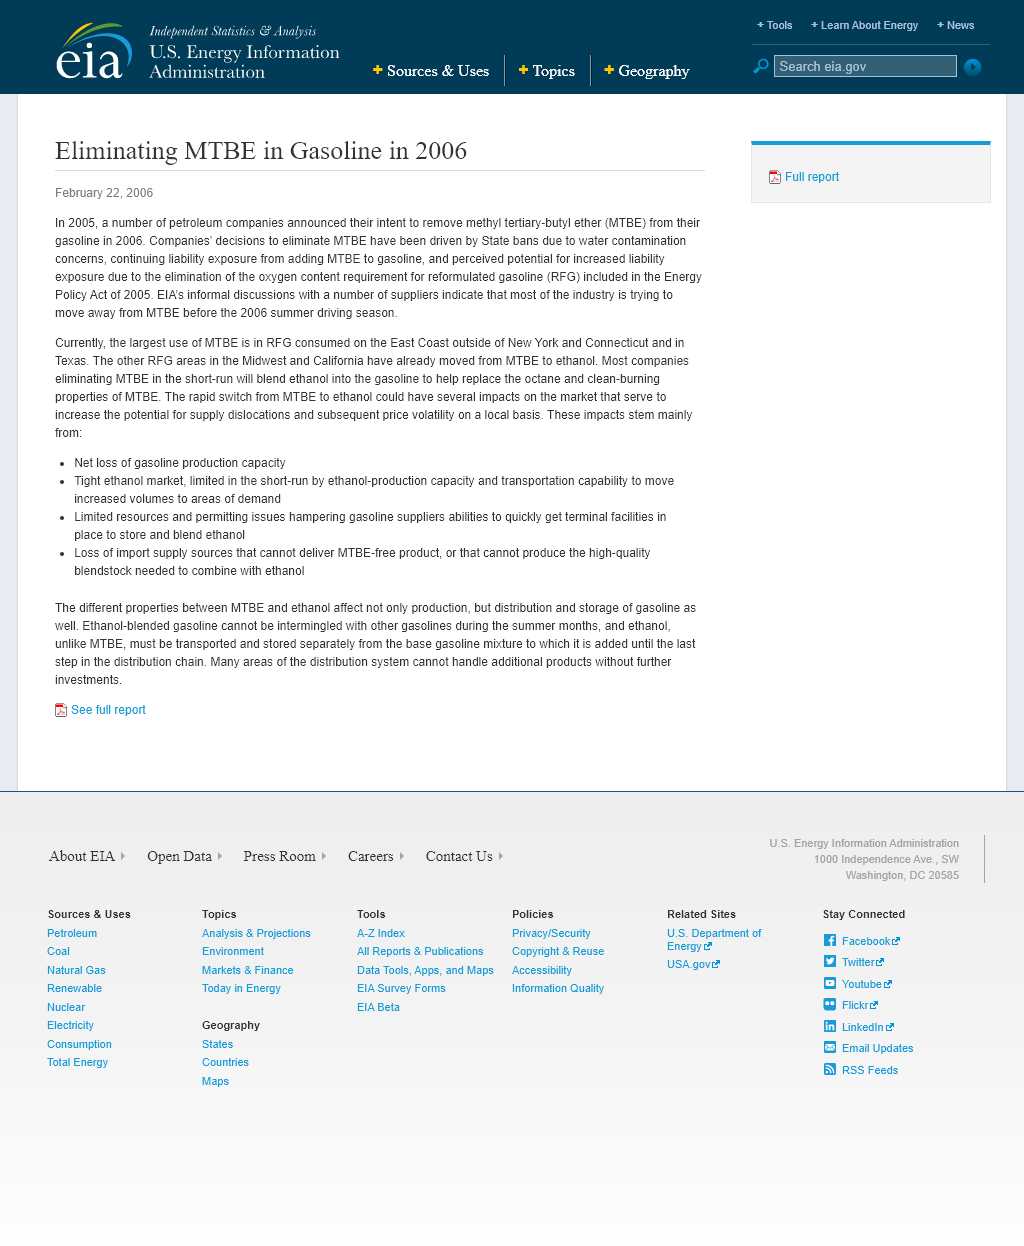 Independent Statistics & Analysis
U.S. Energy Information
Administration
eia
Sources & Uses
Topics
Geography
Tools
Learn About Energy
News
Search eia.gov
Eliminating MTBE in Gasoline in 2006
February 22, 2006
In 2005, a number of petroleum companies announced their intent to remove methyl tertiary-butyl ether (MTBE) from their
gasoline in 2006. Companies' decisions to eliminate MTBE have been driven by State bans due to water contamination
concerns, continuing liability exposure from adding MTBE to gasoline, and perceived potential for increased liability
exposure due to the elimination of the oxygen content requirement for reformulated gasoline (RFG) included in the Energy
Policy Act of 2005. EIA's informal discussions with a number of suppliers indicate that most of the industry is trying to
move away from MTBE before the 2006 summer driving season.
Currently, the largest use of MTBE is in RFG consumed on the East Coast outside of New York and Connecticut and in
Texas. The other RFG areas in the Midwest and California have already moved from MTBE to ethanol. Most companies
eliminating MTBE in the short-run will blend ethanol into the gasoline to help replace the octane and clean-burning
properties of MTBE. The rapid switch from MTBE to ethanol could have several impacts on the market that serve to
increase the potential for supply dislocations and subsequent price volatility on a local basis. These impacts stem mainly
from:
• Net loss of gasoline production capacity
• Tight ethanol market, limited in the short-run by ethanol-production capacity and transportation capability to move
increased volumes to areas of demand
• Limited resources and permitting issues hampering gasoline suppliers abilities to quickly get terminal facilities in
place to store and blend ethanol
• Loss of import supply sources that cannot deliver MTBE-free product, or that cannot produce the high-quality
blendstock needed to combine with ethanol
The different properties between MTBE and ethanol affect not only production, but distribution and storage of gasoline as
well. Ethanol-blended gasoline cannot be intermingled with other gasolines during the summer months, and ethanol,
unlike MTBE, must be transported and stored separately from the base gasoline mixture to which it is added until the last
step in the distribution chain. Many areas of the distribution system cannot handle additional products without further
investments.
See full report
Full report
About EIA
Open Data
Press Room
Careers
Contact Us
U.S. Energy Information Administration
1000 Independence Ave., SW
Washington, DC 20585
Sources & Uses
Petroleum
Coal
Natural Gas
Renewable
Nuclear
Electricity
Consumption
Total Energy
Topics
Analysis & Projections
Environment
Markets & Finance
Today in Energy
Geography
States
Countries
Maps
Tools
A-Z Index
All Reports & Publications
Data Tools, Apps, and Maps
EIA Survey Forms
EIA Beta
Policies
Privacy/Security
Copyright & Reuse
Accessibility
Information Quality
Related Sites
U.S. Department of
Energy
USA.gov
Stay Connected
Facebook
Twitter
Youtube
Flickr
LinkedIn
Email Updates
RSS Feeds